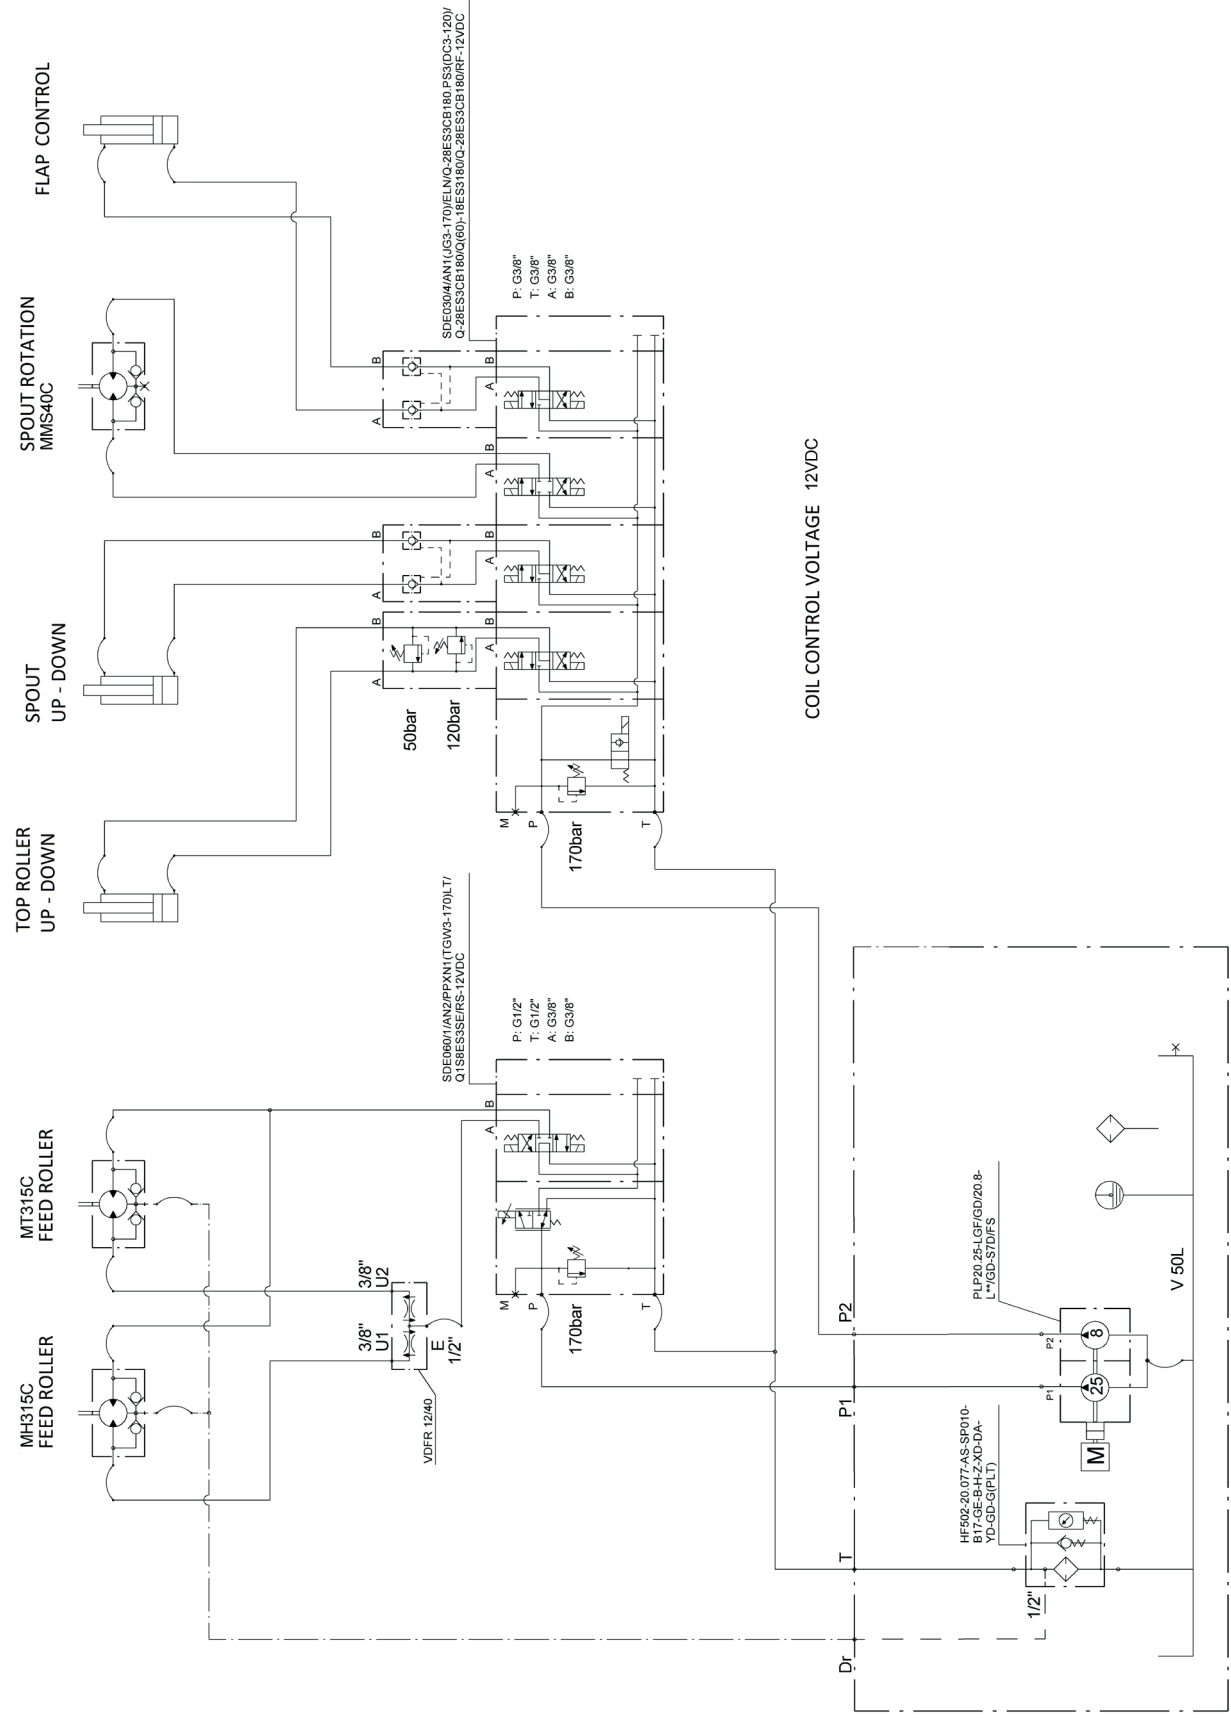 MH315C
FEED ROLLER
MT315C
FEED ROLLER
TOP ROLLER
UP - DOWN
SPOUT
UP - DOWN
SPOUT ROTATION
MMS40C
FLAP CONTROL
VDFR 12/40
3/8"
U1
3/8"
U2
E
1/2"
SDE060/1/AN2/PPXN1(TGW3-170)LT/
Q1S8ES3SE/RS-12VDC
P: G1/2"
T: G1/2"
A: G3/8"
B: G3/8"
A
B
M
P
T
170bar
50bar
120bar
A
B
A
B
A
B
A
B
A
B
A
B
A
B
M
P
T
170bar
SDE030/4/AN1(JG3-170)/ELN/Q-28ES3CB180.PS3(DC3-120)/
Q-28ES3CB180/Q(60)-18ES3180/Q-28ES3CB180/RF-12VDC
P: G3/8"
T: G3/8"
A: G3/8"
B: G3/8"
COIL CONTROL VOLTAGE 12VDC
Dr
T
P1
P2
1/2"
HF502-20.077-AS-SP010-
B17-GE-B-H-Z-XD-DA-
YD-GD-G(PLT)
PLP20.25-LGF/GD/20.8-
L**/GD-S7D/FS
P1
P2
M
25
8
V 50L